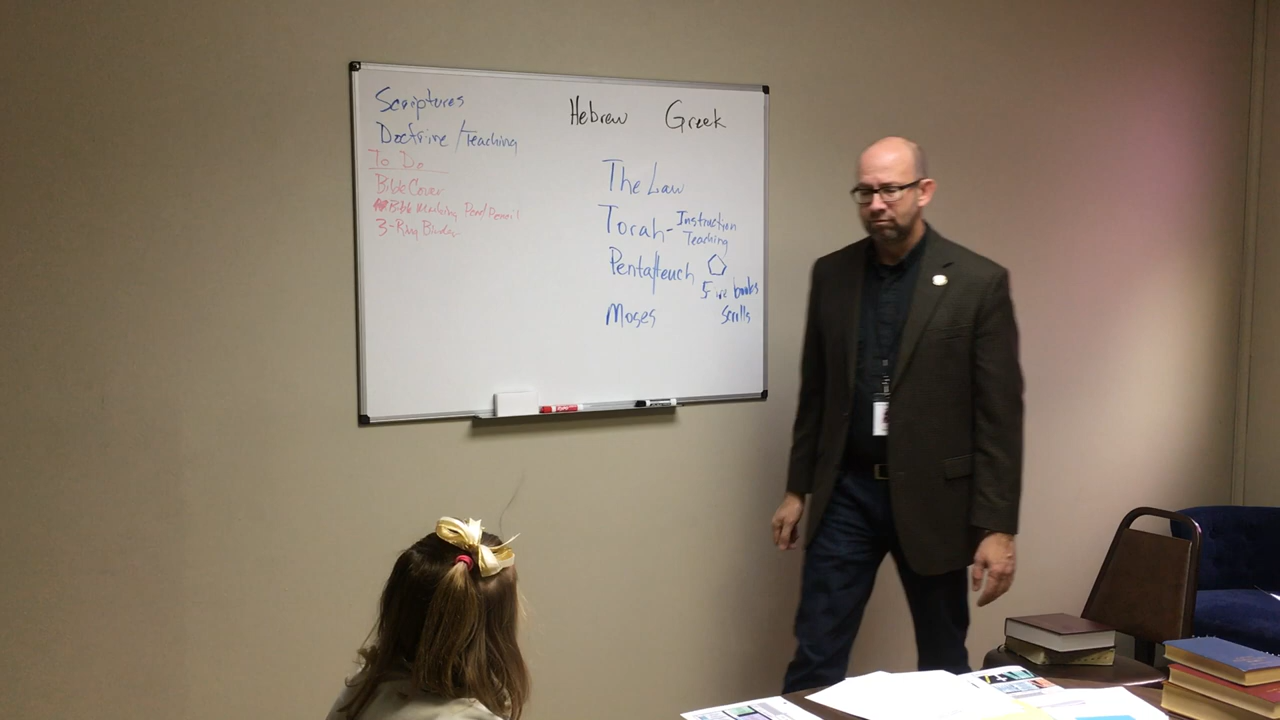 Scriptures
Doctrine / Teaching
To Do
Bible Cover
Bible Marking Pen/Pencil
3-Ring Binder
Hebrew Greek
The Law
Torah - Instruction
Teaching
Pentateuch
5 books
Moses scrolls